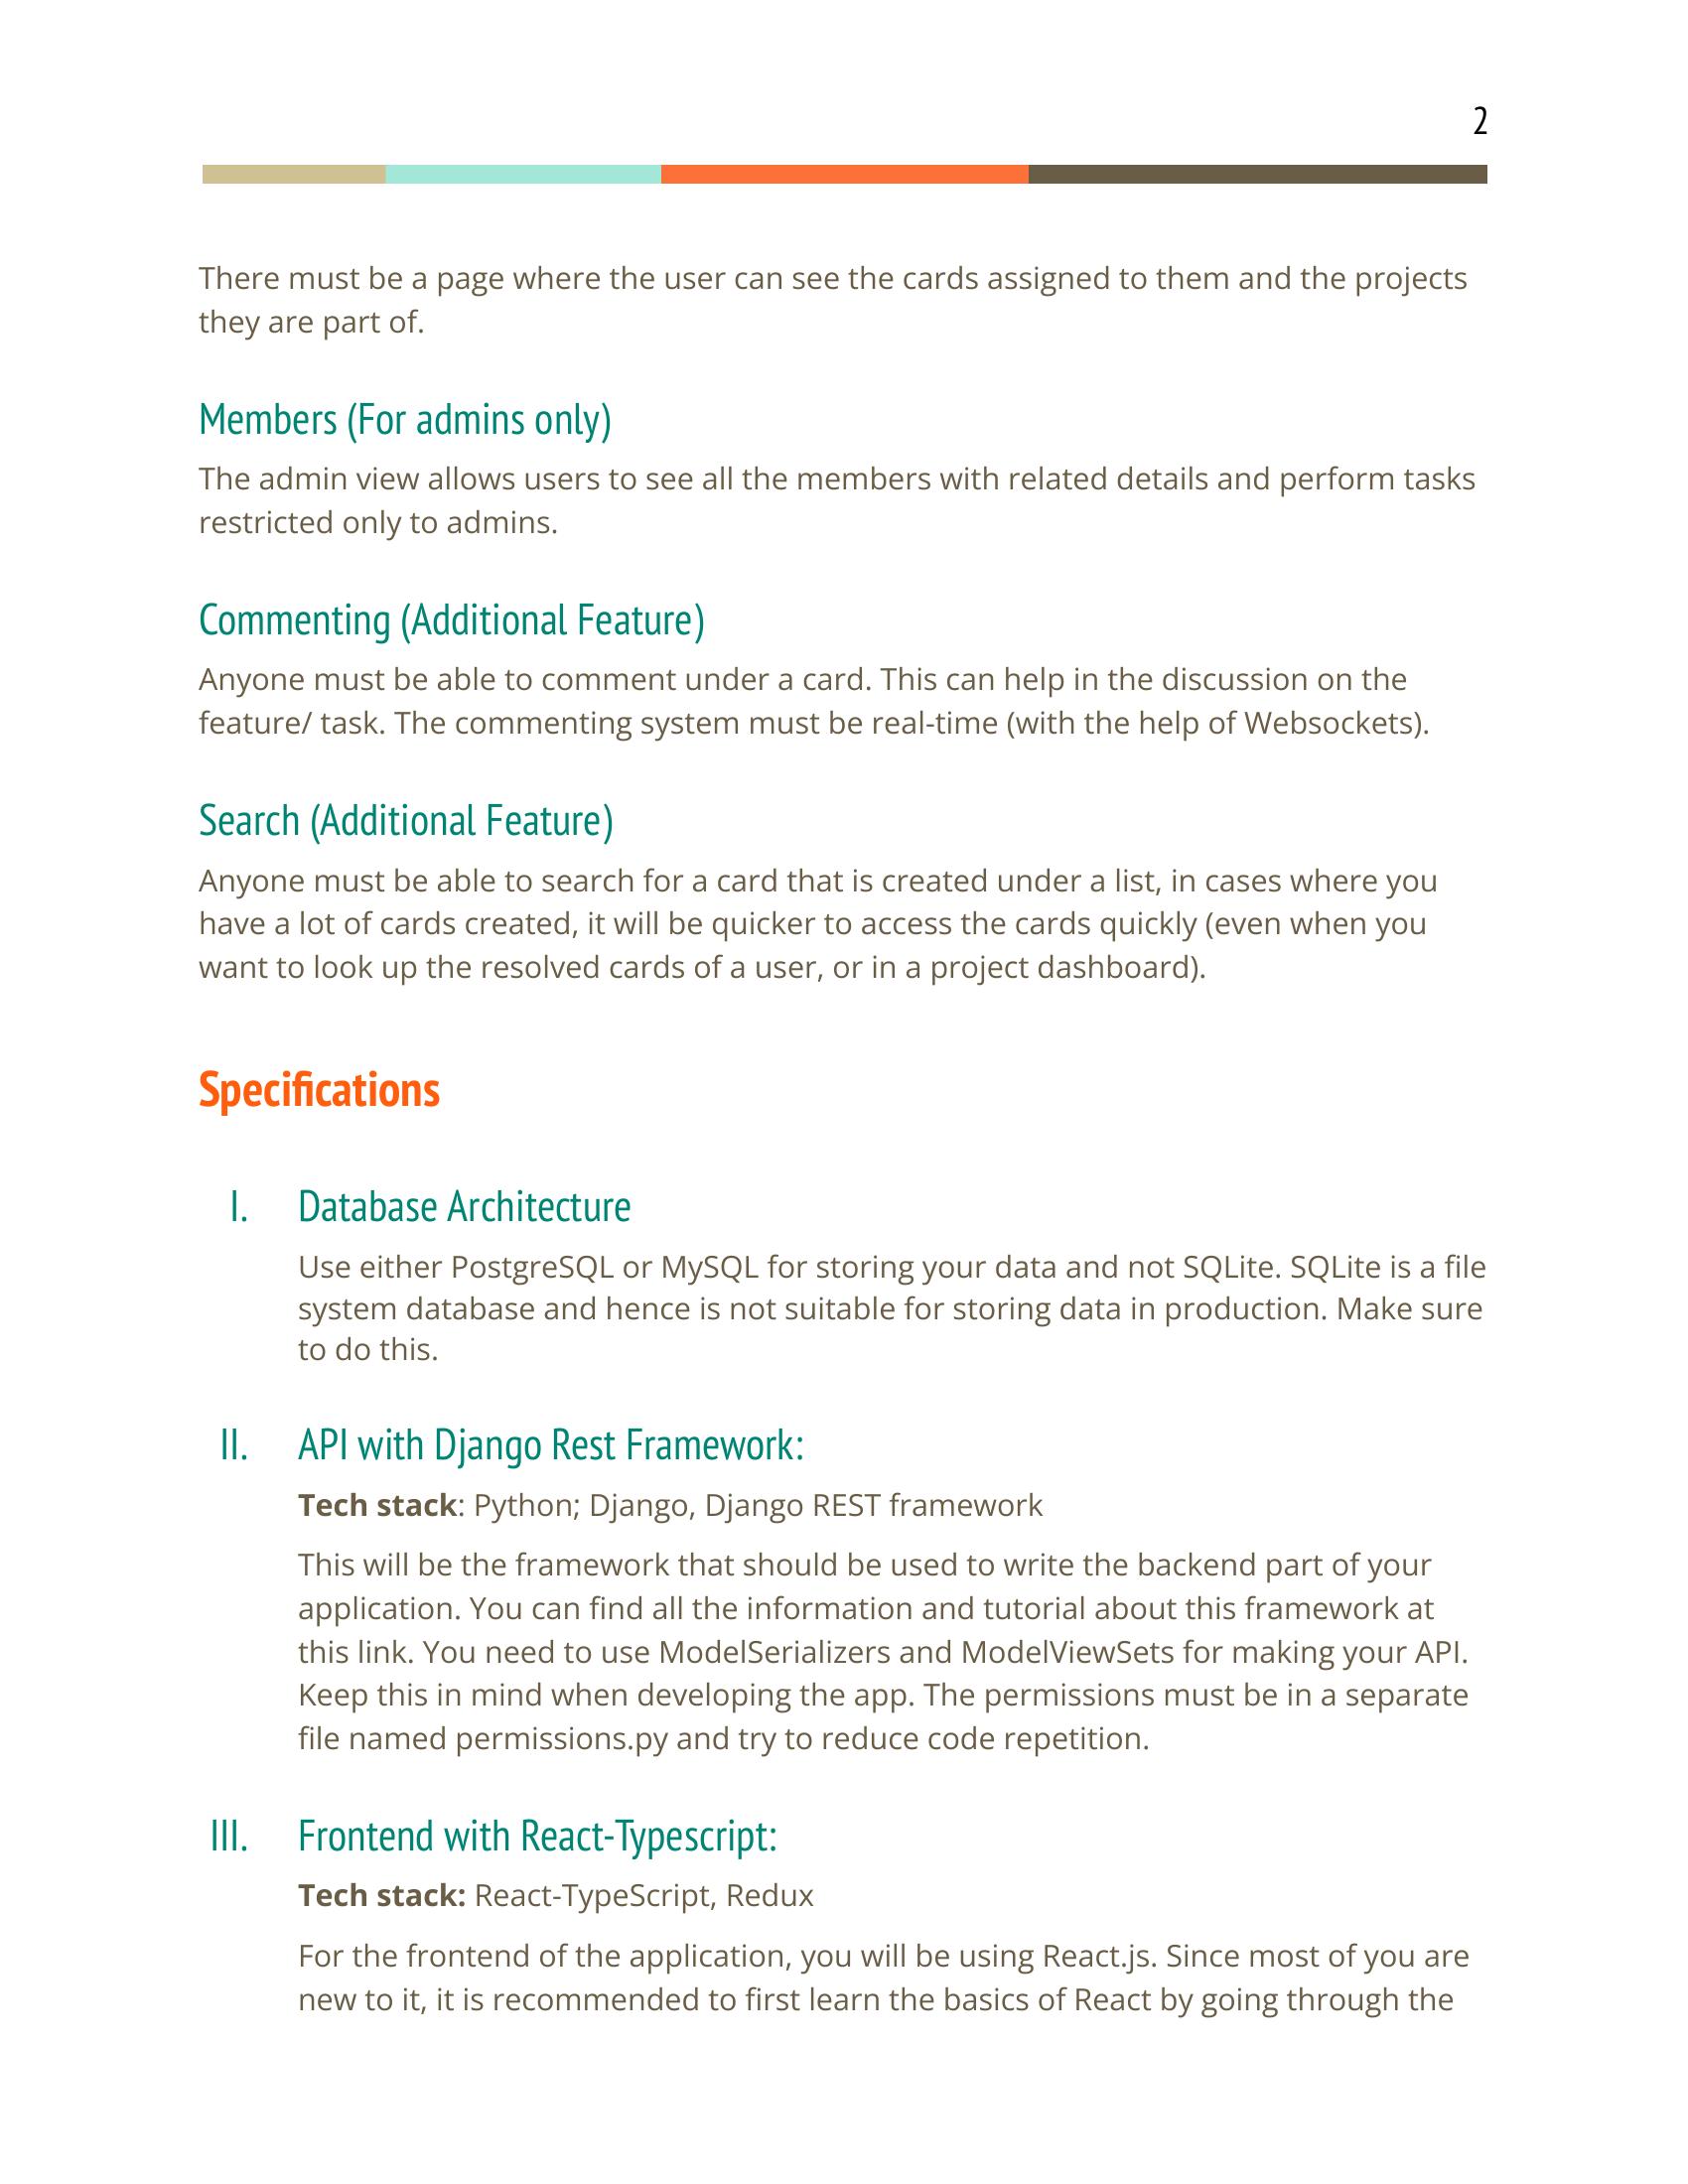 2
There must be a page where the user can see the cards assigned to them and the projects
they are part of.
Members (For admins only)
The admin view allows users to see all the members with related details and perform tasks
restricted only to admins.
Commenting (Additional Feature)
Anyone must be able to comment under a card. This can help in the discussion on the
feature/ task. The commenting system must be real-time (with the help of Websockets).
Search (Additional Feature)
Anyone must be able to search for a card that is created under a list, in cases where you
have a lot of cards created, it will be quicker to access the cards quickly (even when you
want to look up the resolved cards of a user, or in a project dashboard).
Specifications
I. Database Architecture
Use either PostgreSQL or MySQL for storing your data and not SQLite. SQLite is a file
system database and hence is not suitable for storing data in production. Make sure
to do this.
II. API with Django Rest Framework:
Tech stack: Python; Django, Django REST framework
This will be the framework that should be used to write the backend part of your
application. You can find all the information and tutorial about this framework at
this link. You need to use ModelSerializers and ModelViewSets for making your API.
Keep this in mind when developing the app. The permissions must be in a separate
file named permissions.py and try to reduce code repetition.
III. Frontend with React-Typescript:
Tech stack: React-TypeScript, Redux
For the frontend of the application, you will be using React.js. Since most of you are
new to it, it is recommended to first learn the basics of React by going through the